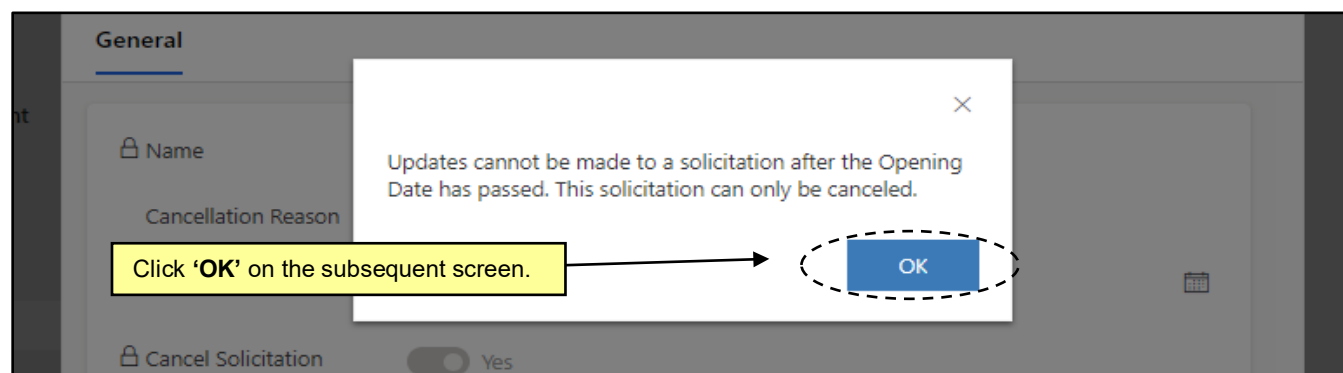 General
nt
Name
Updates cannot be made to a solicitation after the Opening
Date has passed. This solicitation can only be canceled.
Cancellation Reason
Click ‘OK’ on the subsequent screen.
OK
Cancel Solicitation
Yes